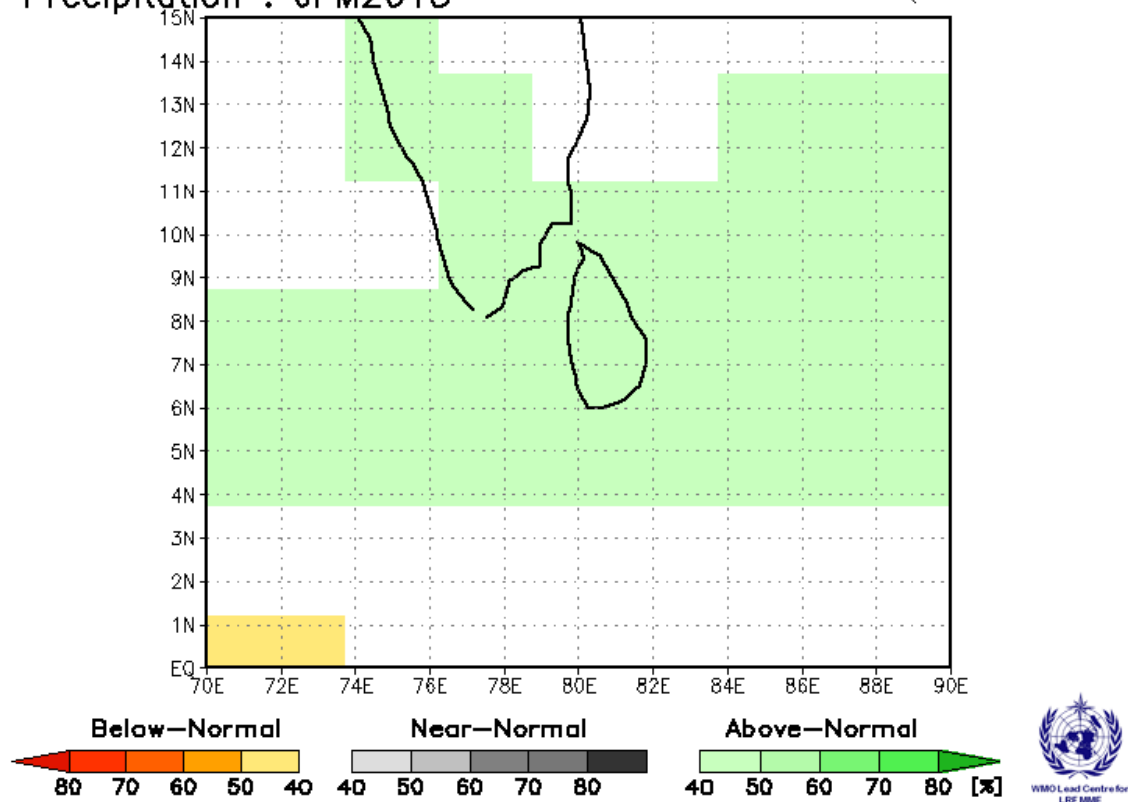 15N
14N
13N
12N
11N
10N
9N
8N
7N
6N
5N
4N
3N
2N
1N
EQ
70E 72E 74E 76E 78E 80E 82E 84E 86E 88E 90E
Below-Normal Near-Normal Above-Normal
80 70 60 50 40 40 50 60 70 80 40 50 60 70 80 [%]
WMO Lead Centre for
LRFMME